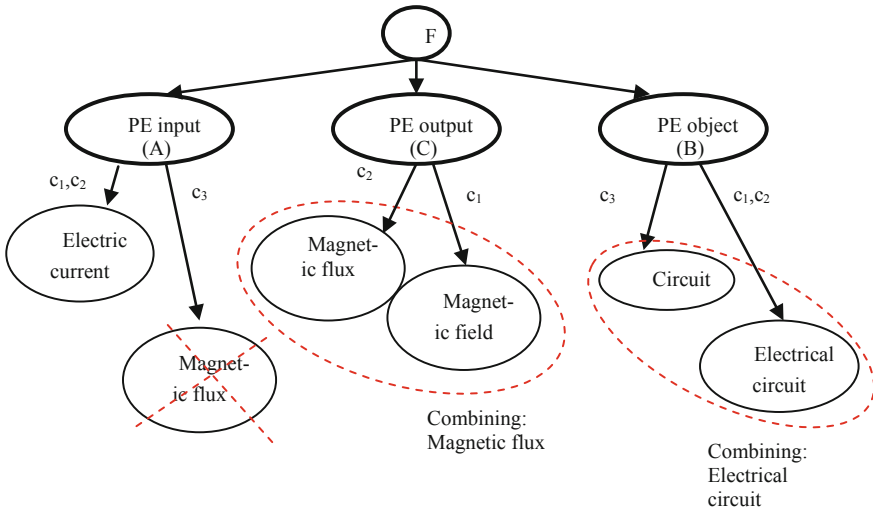 F
PE input
(A)
PE output
(C)
PE object
(B)
c1,c2
c3
c2
c1
c3
c1,c2
Electric
current
Magnet-
ic flux
Magnet-
ic flux
Magnet-
ic field
Circuit
Electrical
circuit
Combining:
Magnetic flux
Combining:
Electrical
circuit